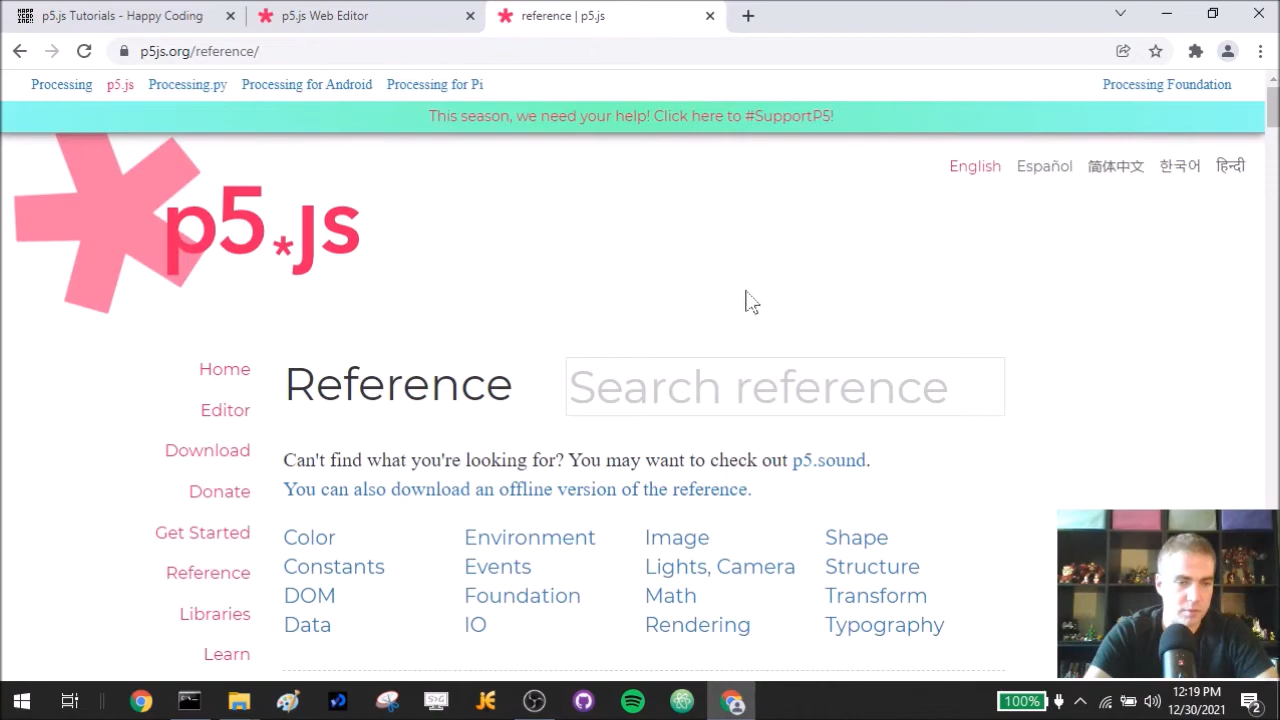 p5.js Tutorials - Happy Coding
p5.js Web Editor
reference | p5.js
p5js.org/reference/
Processing p5.js Processing.py Processing for Android Processing for Pi Processing Foundation
This season, we need your help! Click here to #SupportP5!
English Español 简体中文 한국어 हिन्दी
p5*js
Home
Editor
Download
Donate
Get Started
Reference
Libraries
Learn
Reference
Search reference
Can't find what you're looking for? You may want to check out p5.sound.
You can also download an offline version of the reference.
Color Environment Image Shape
Constants Events Lights, Camera Structure
DOM Foundation Math Transform
Data IO Rendering Typography
100%
12:19 PM
12/30/2021
2